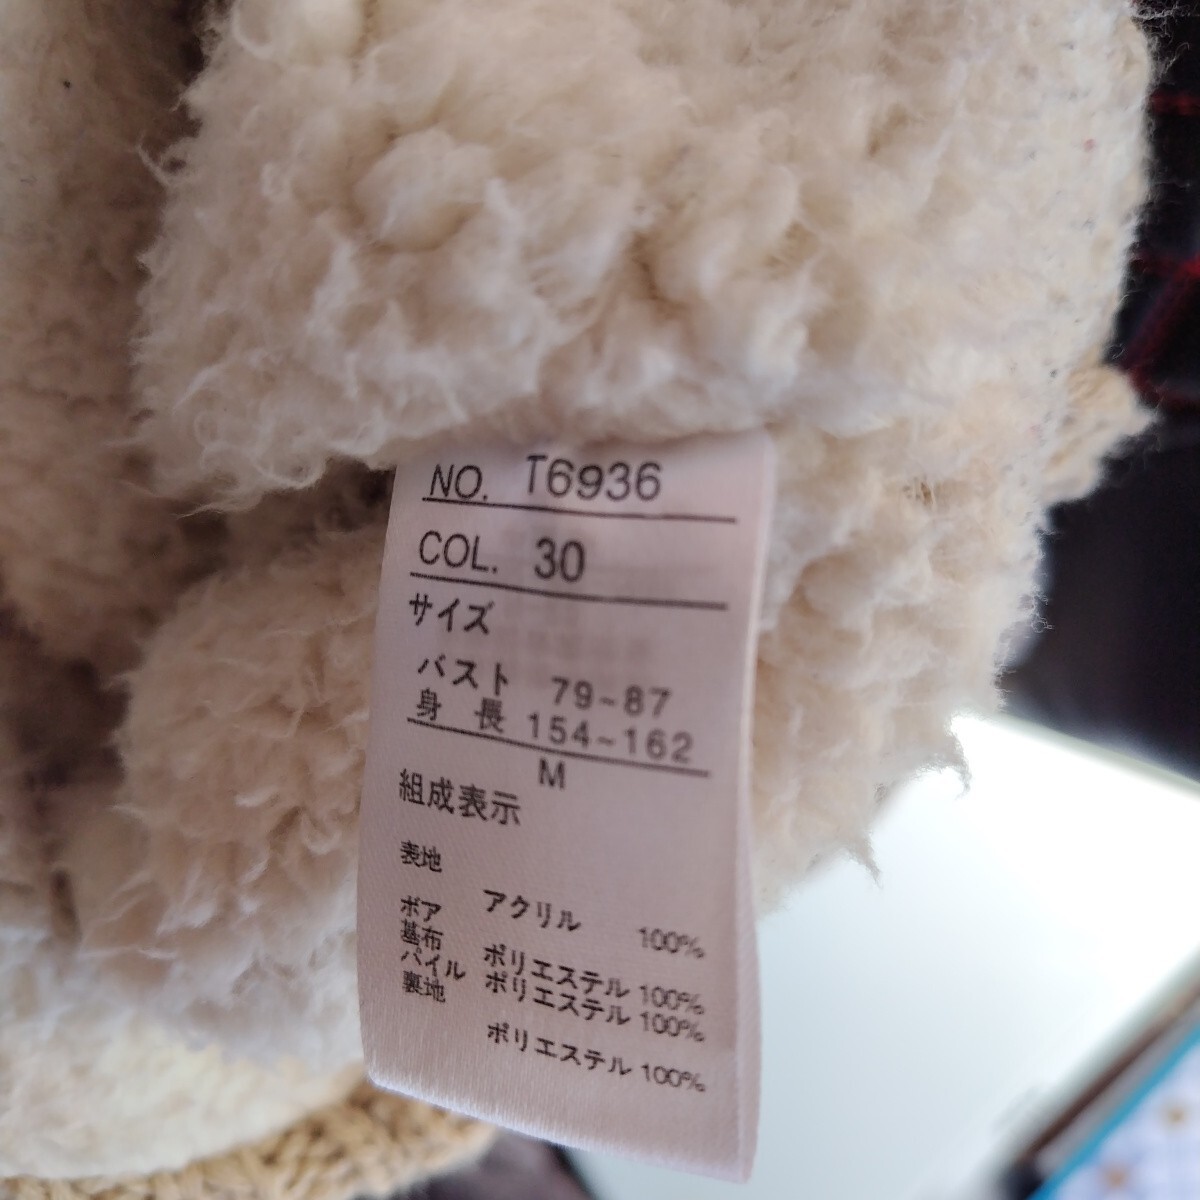 NO. T6936
COL. 30
サイズ
バスト 79~87
身 長 154~162
M
組成表示
表地
アクリル 100%
ボア
基布 ポリエステル 100%
パイル ポリエステル 100%
裏地
ポリエステル 100%